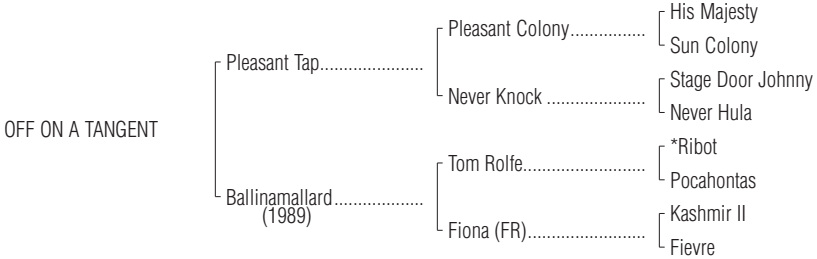 His Majesty
Pleasant Colony................
Sun Colony
Pleasant Tap......................
Stage Door Johnny
Never Knock .....................
Never Hula
OFF ON A TANGENT
*Ribot
Tom Rolfe..........................
Pocahontas
Ballinamallard...................
(1989)
Kashmir II
Fiona (FR).........................
Fievre